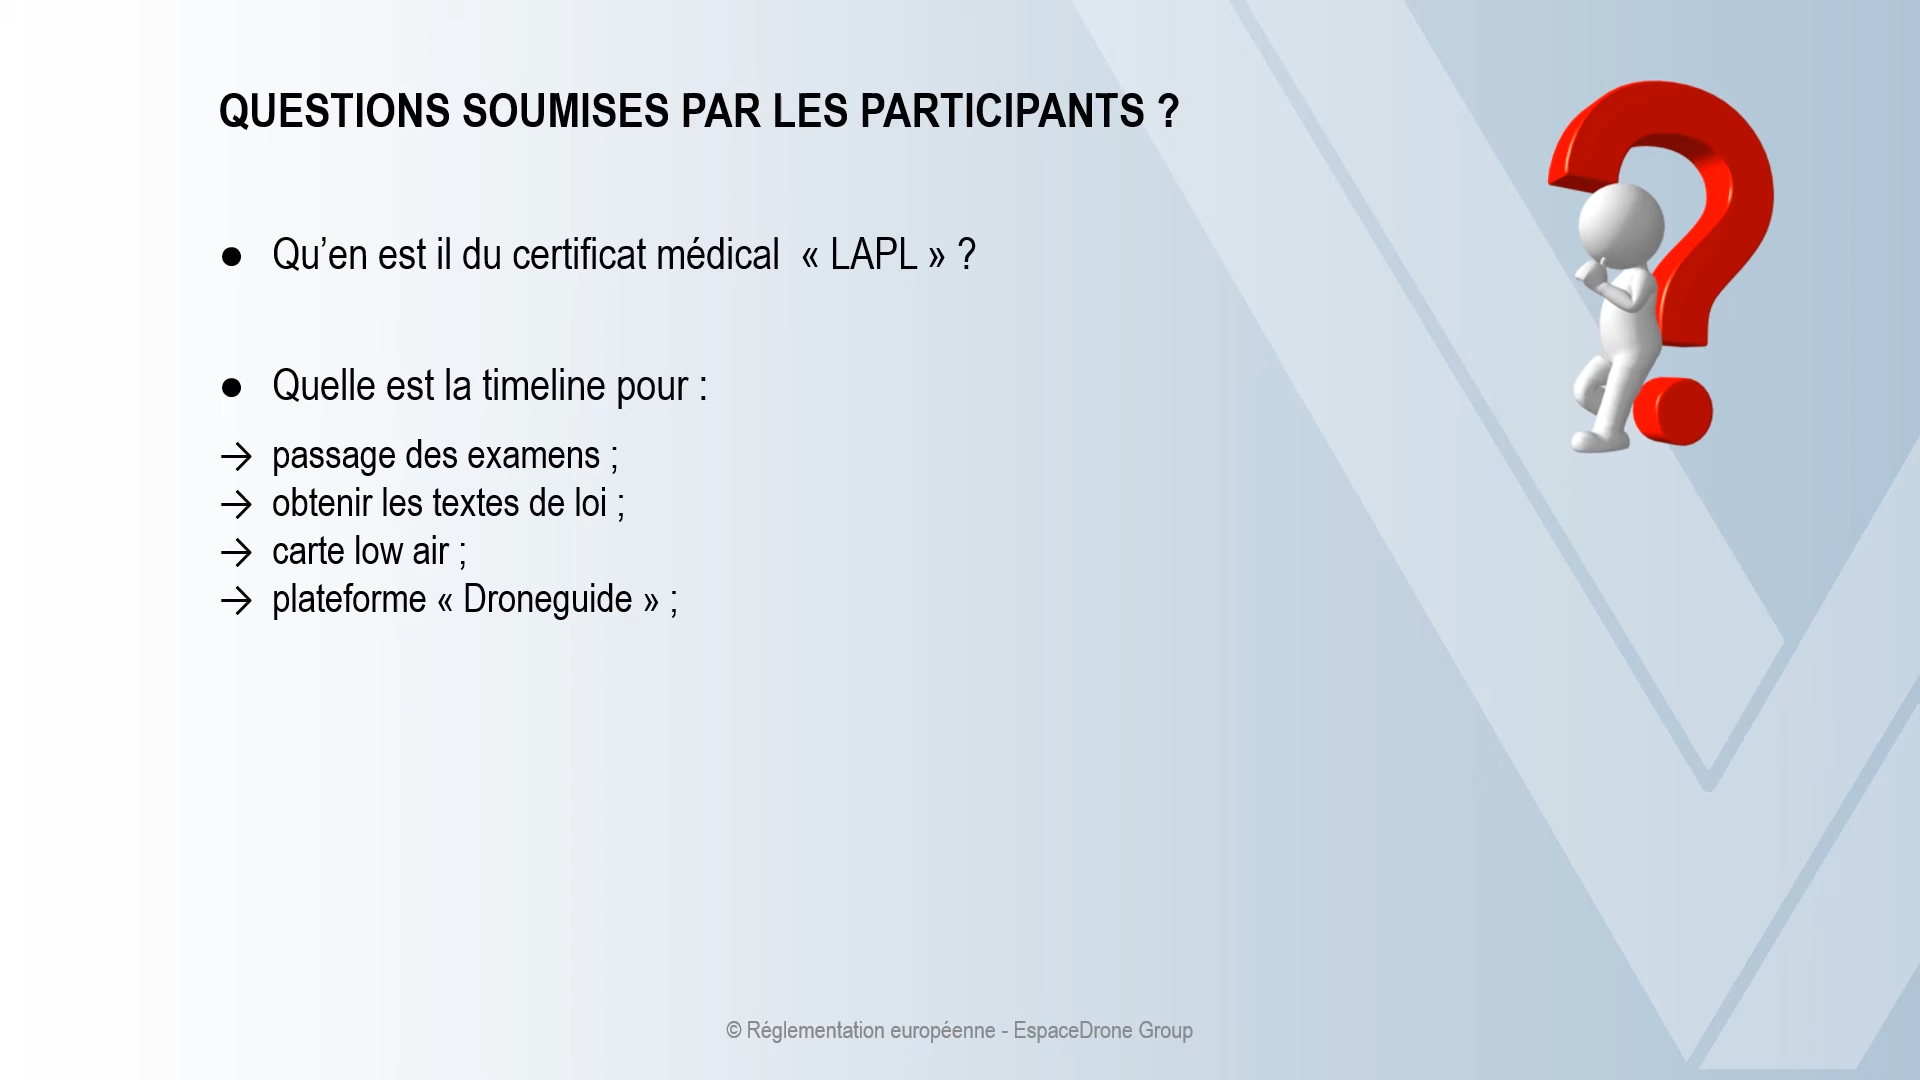 QUESTIONS SOUMISES PAR LES PARTICIPANTS ?
● Qu’en est il du certificat médical « LAPL » ?
● Quelle est la timeline pour :
→ passage des examens ;
→ obtenir les textes de loi ;
→ carte low air ;
→ plateforme « Droneguide » ;
© Réglementation européenne - EspaceDrone Group